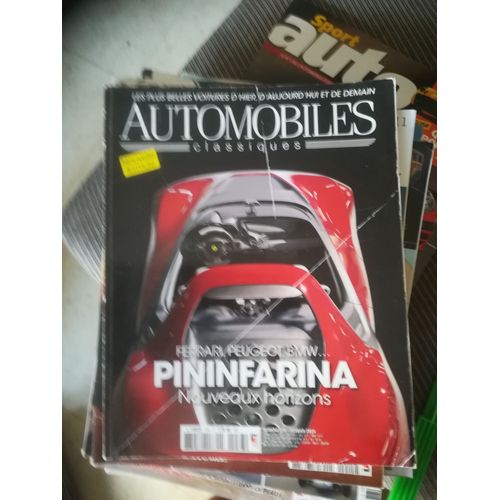 Sport
auto
LES PLUS BELLES VOITURES D'HIER, D'AUJOURD'HUI ET DE DEMAIN
AUTOMOBILES
classiques
FERRARI, PEUGEOT BMW...
PININFARINA
Nouveaux horizons